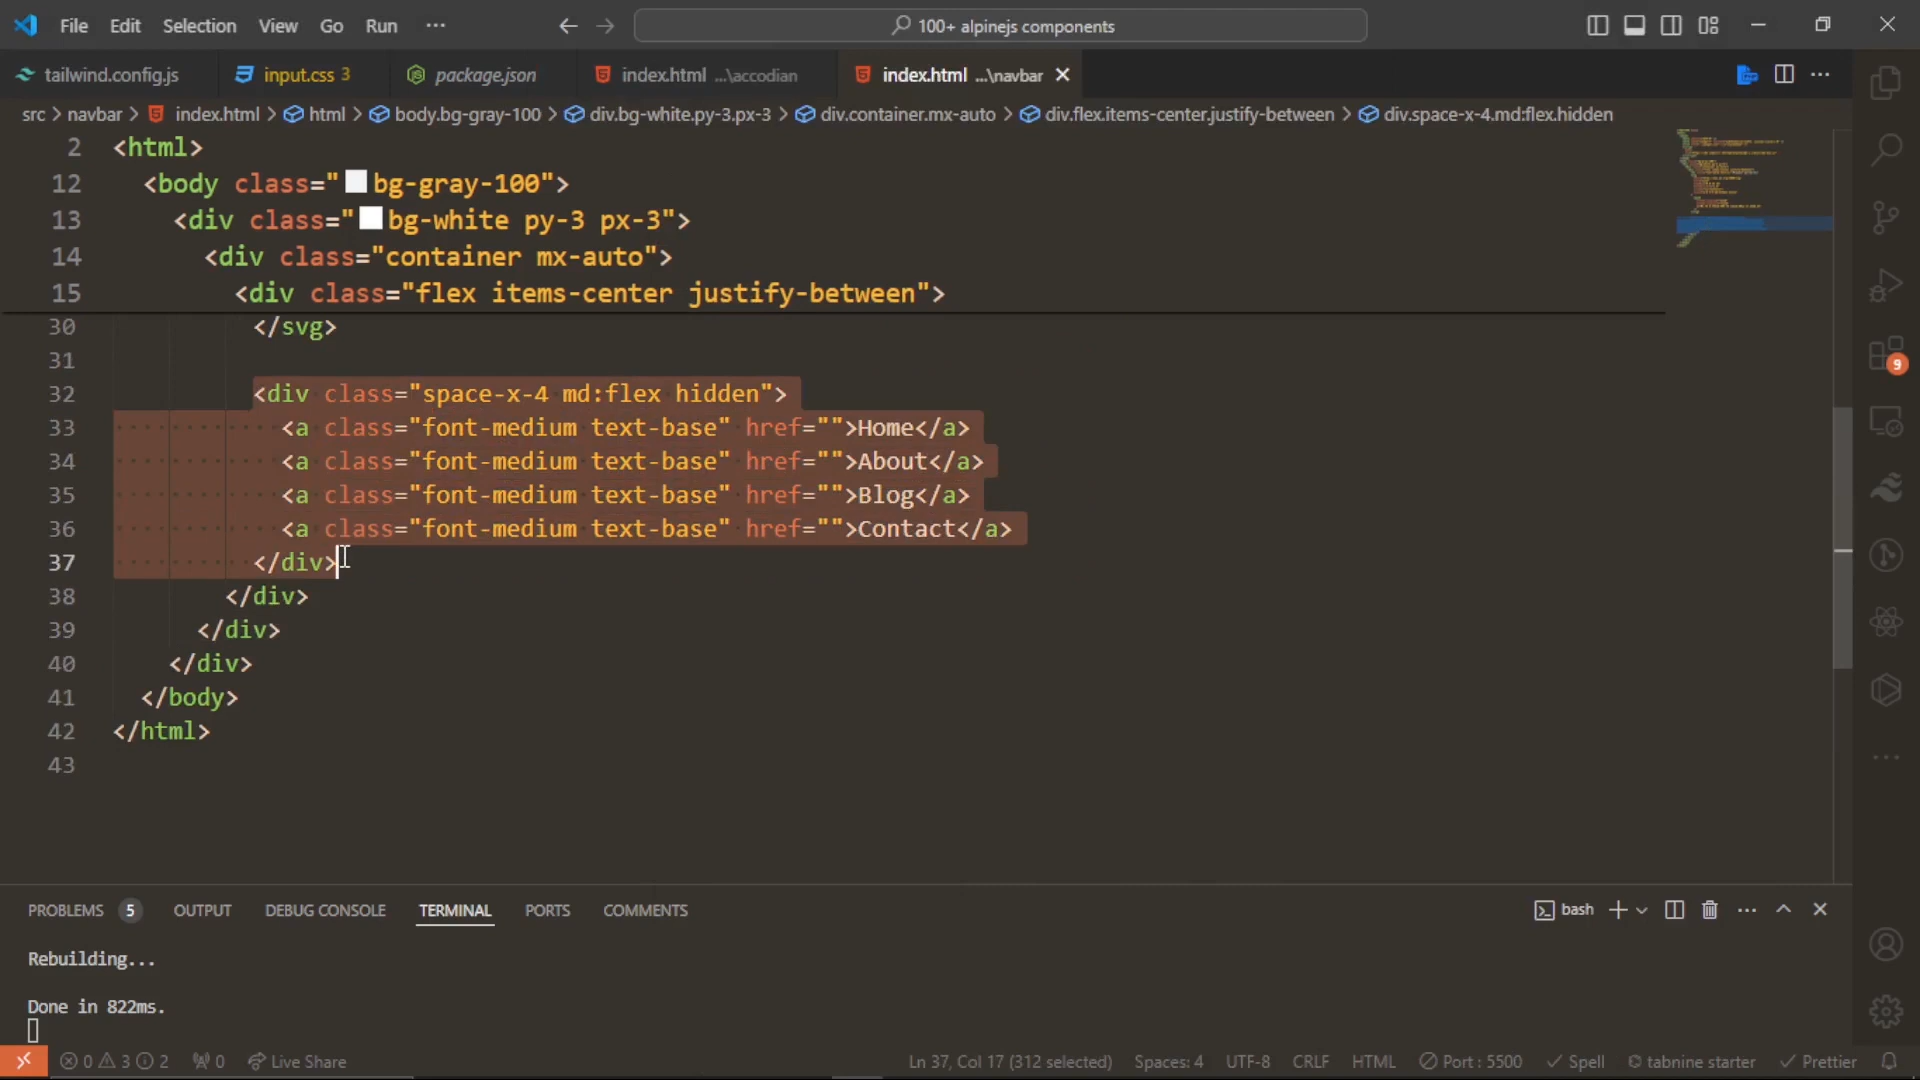 File Edit Selection View Go Run ··· 100+ alpinejs components
tailwind.config.js input.css 3 package.json index.html ...\accodian index.html ...\navbar
src > navbar > index.html > html > body.bg-gray-100 > div.bg-white.py-3.px-3 > div.container.mx-auto > div.flex.items-center.justify-between > div.space-x-4.md:flex.hidden
2 <html>
12 <body class="bg-gray-100">
13 <div class="bg-white py-3 px-3">
14 <div class="container mx-auto">
15 <div class="flex items-center justify-between">
30 </svg>
31
32 <div class="space-x-4 md:flex hidden">
33 <a class="font-medium text-base" href="">Home</a>
34 <a class="font-medium text-base" href="">About</a>
35 <a class="font-medium text-base" href="">Blog</a>
36 <a class="font-medium text-base" href="">Contact</a>
37 </div>
38 </div>
39 </div>
40 </div>
41 </body>
42 </html>
43
9
PROBLEMS 5 OUTPUT DEBUG CONSOLE TERMINAL PORTS COMMENTS bash
Rebuilding...
Done in 822ms.
0 3 2 0 Live Share Ln 37, Col 17 (312 selected) Spaces: 4 UTF-8 CRLF HTML Port : 5500 Spell tabnine starter Prettier